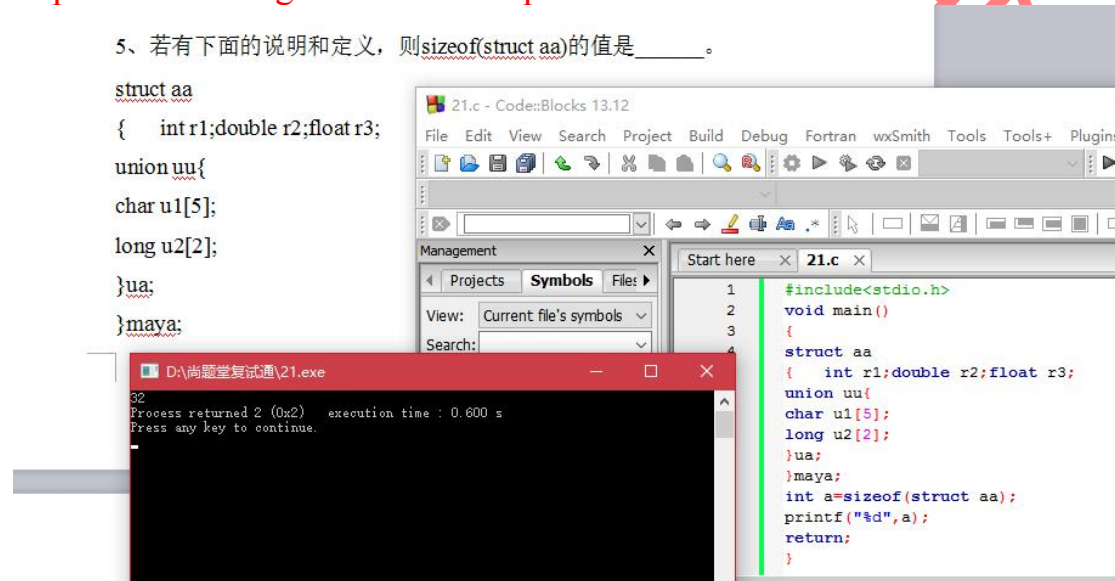 5、若有下面的说明和定义，则sizeof(struct aa)的值是______。
struct aa
{ int r1;double r2;float r3;
union uu{
char u1[5];
long u2[2];
}ua;
}maya;
21.c - Code::Blocks 13.12
File Edit View Search Project Build Debug Fortran wxSmith Tools Tools+ Plugins
Management
Projects Symbols Files
View: Current file's symbols
Search:
Start here 21.c
1 #include<stdio.h>
2 void main()
3 {
4 struct aa
{ int r1;double r2;float r3;
union uu{
char u1[5];
long u2[2];
}ua;
}maya;
int a=sizeof(struct aa);
printf("%d",a);
return;
}
D:\尚题堂复试通\21.exe
32
Process returned 2 (0x2) execution time : 0.600 s
Press any key to continue.